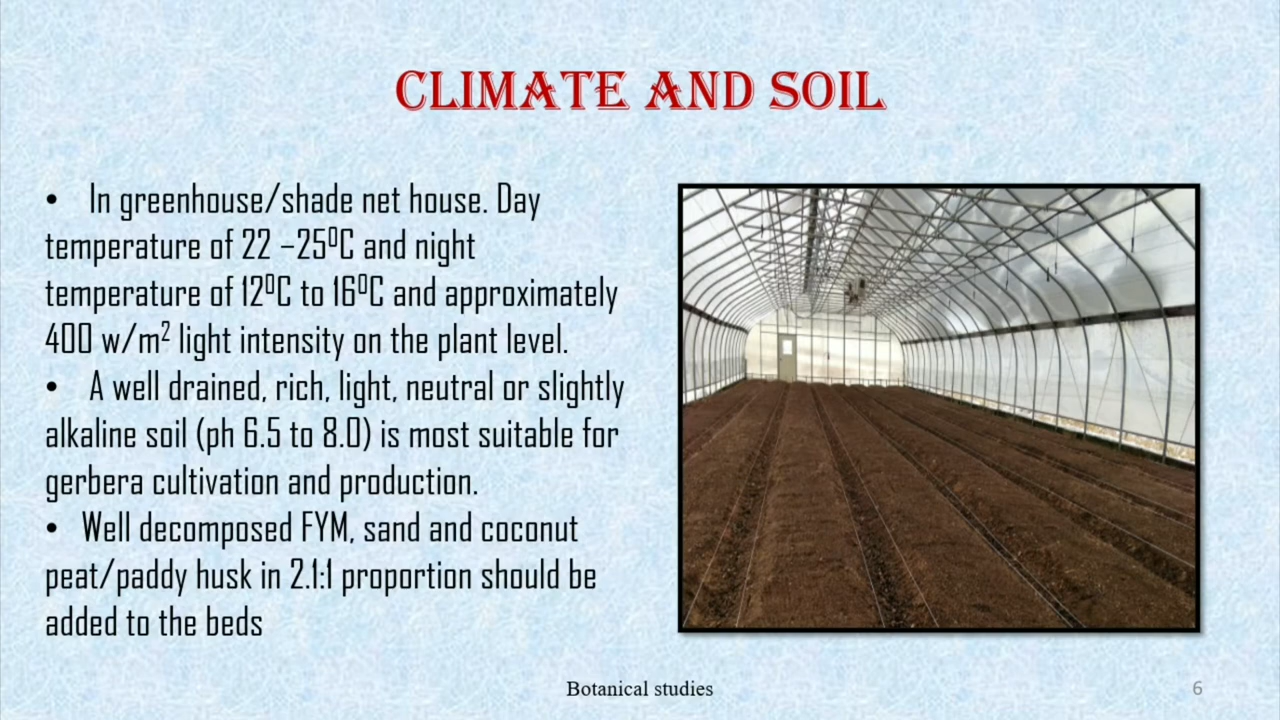 CLIMATE AND SOIL
• In greenhouse/shade net house. Day
temperature of 22 –25⁰C and night
temperature of 12⁰C to 16⁰C and approximately
400 w/m² light intensity on the plant level.
• A well drained, rich, light, neutral or slightly
alkaline soil (ph 6.5 to 8.0) is most suitable for
gerbera cultivation and production.
• Well decomposed FYM, sand and coconut
peat/paddy husk in 2.1:1 proportion should be
added to the beds
Botanical studies
6